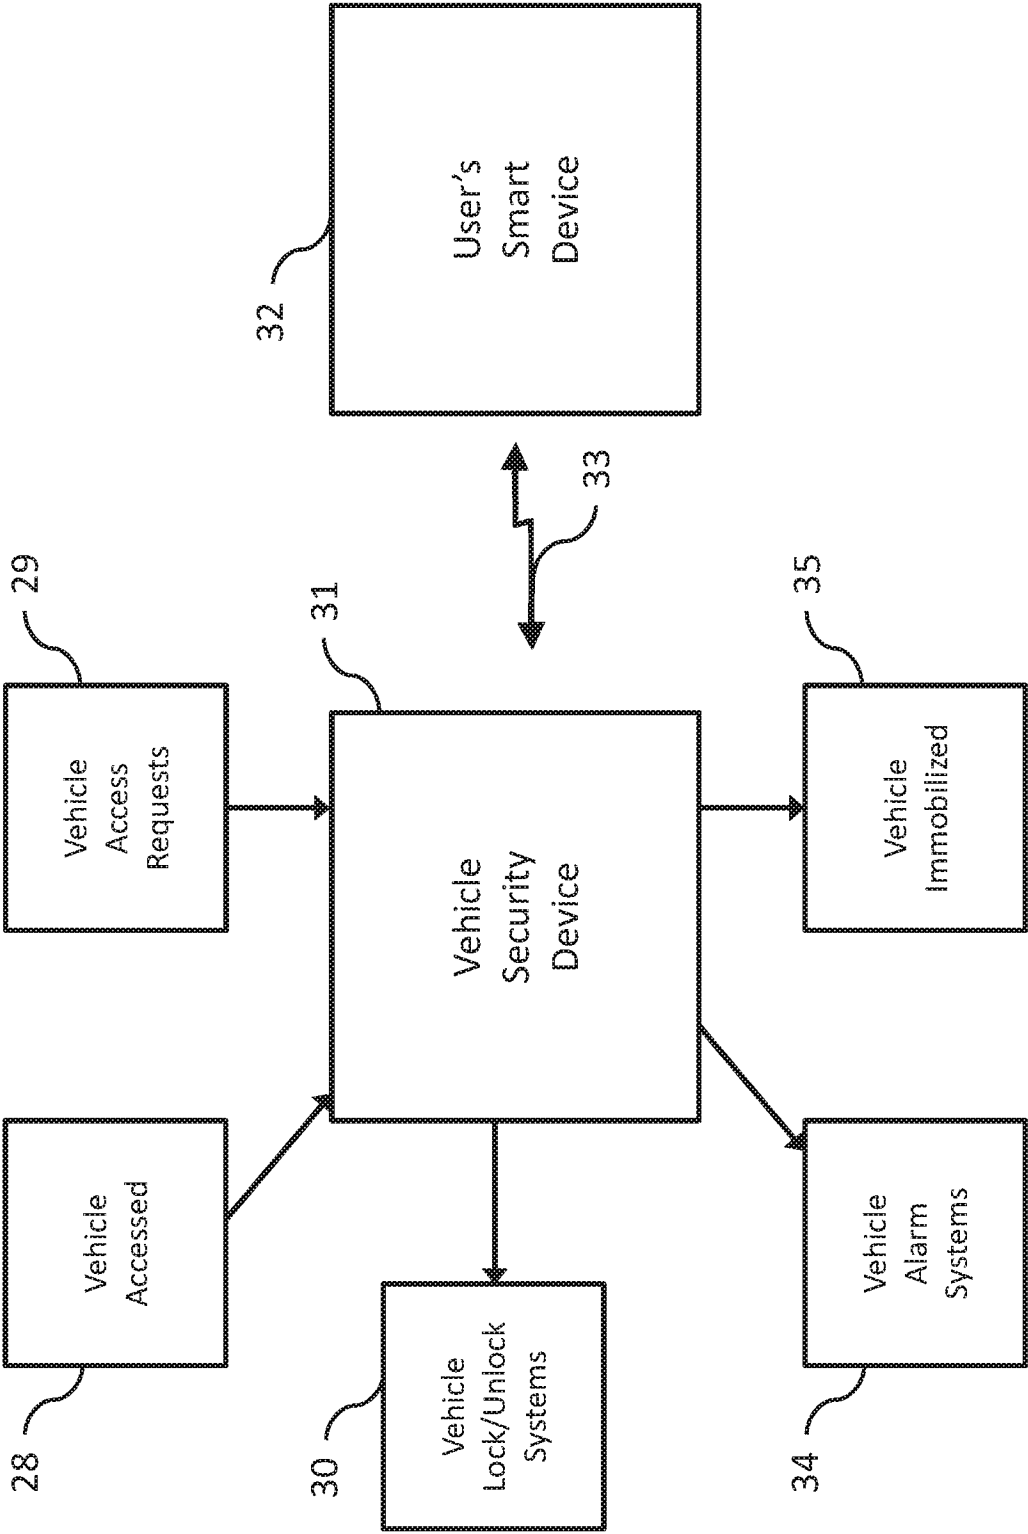 28
Vehicle
Accessed
29
Vehicle
Access
Requests
30
Vehicle
Lock/Unlock
Systems
31
Vehicle
Security
Device
33
32
User's
Smart
Device
34
Vehicle
Alarm
Systems
35
Vehicle
Immobilized